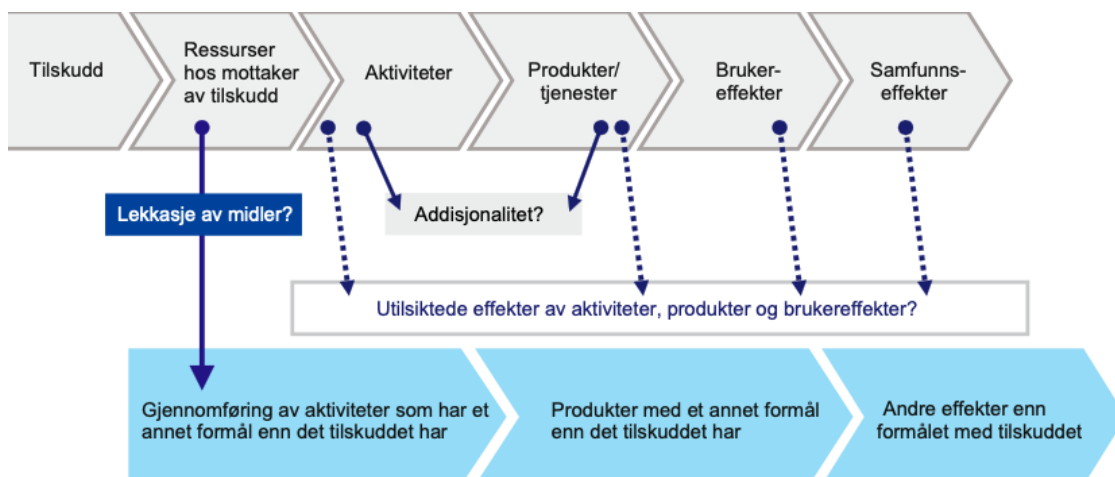 Tilskudd
Ressurser
hos mottaker
av tilskudd
Aktiviteter
Produkter/
tjenester
Bruker-
effekter
Samfunns-
effekter
Lekkasje av midler?
Addisjonalitet?
Utilsiktede effekter av aktiviteter, produkter og brukereffekter?
Gjennomføring av aktiviteter som har et
annet formål enn det tilskuddet har
Produkter med et annet formål
enn det tilskuddet har
Andre effekter enn
formålet med tilskuddet